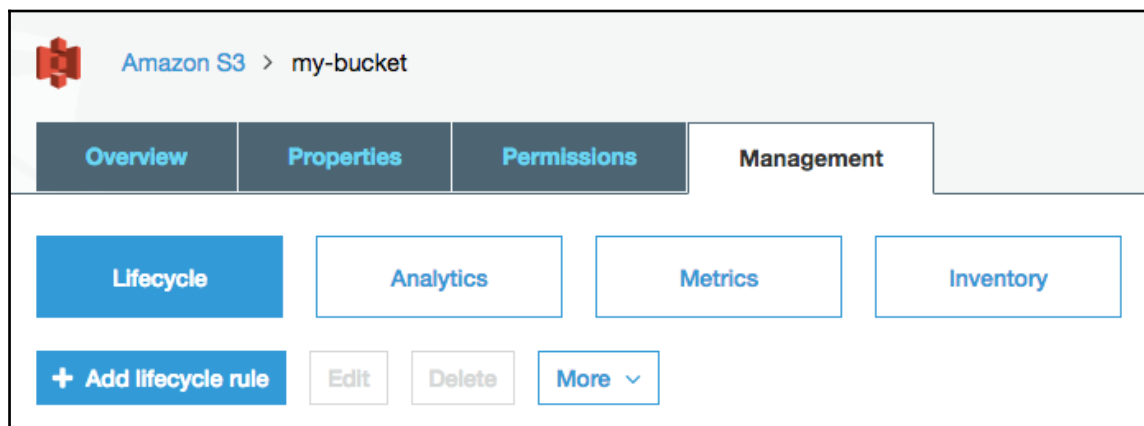 Amazon S3 > my-bucket
Overview Properties Permissions Management
Lifecycle Analytics Metrics Inventory
+ Add lifecycle rule Edit Delete More